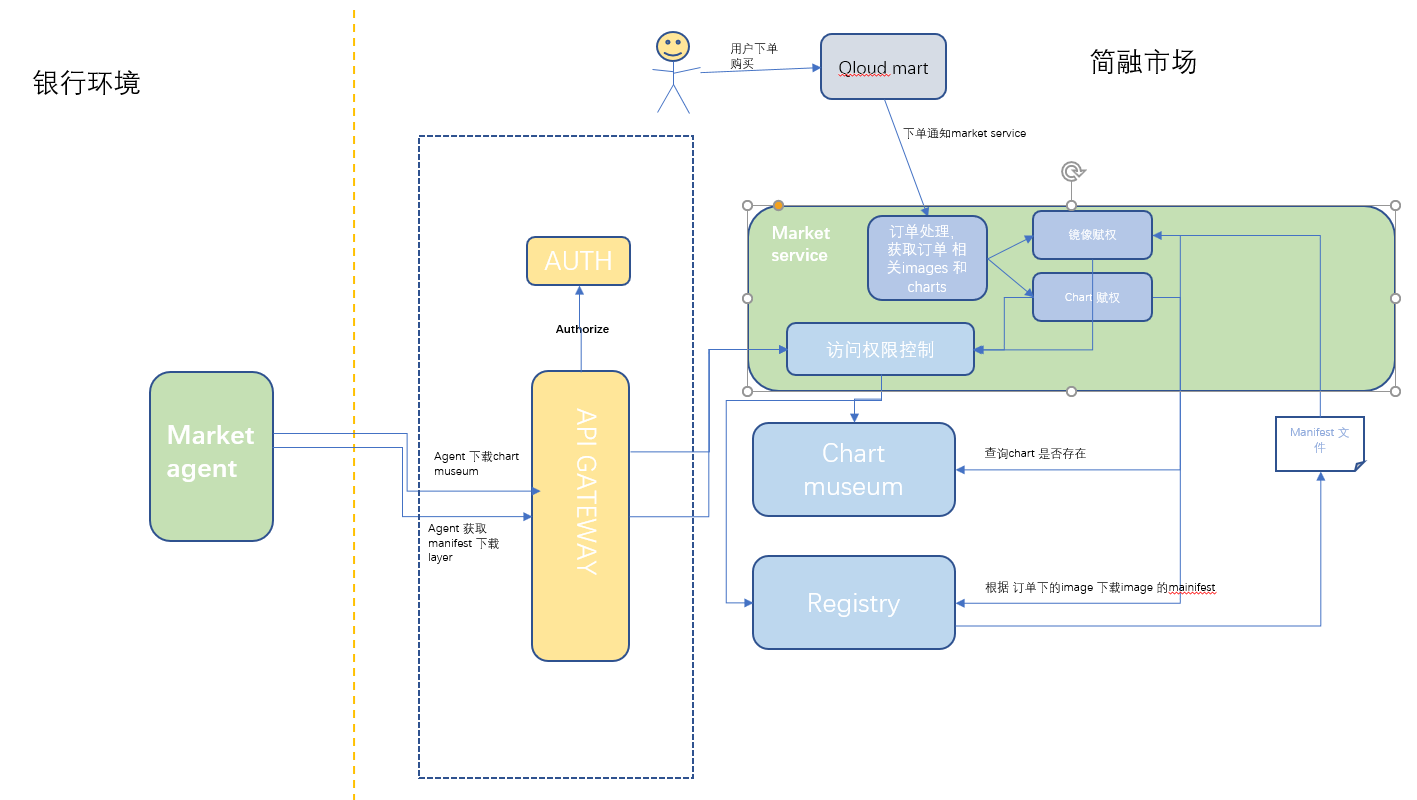 银行环境
用户下单
购买
Qloud mart
简融市场
下单通知market service
Market
service
订单处理,
获取订单 相
关images 和
charts
镜像赋权
Chart 赋权
访问权限控制
AUTH
Authorize
API GATEWAY
Market
agent
Agent 下载chart
museum
Agent 获取
manifest 下载
layer
Chart
museum
查询chart 是否存在
Manifest 文
件
Registry
根据 订单下的image 下载image 的mainifest